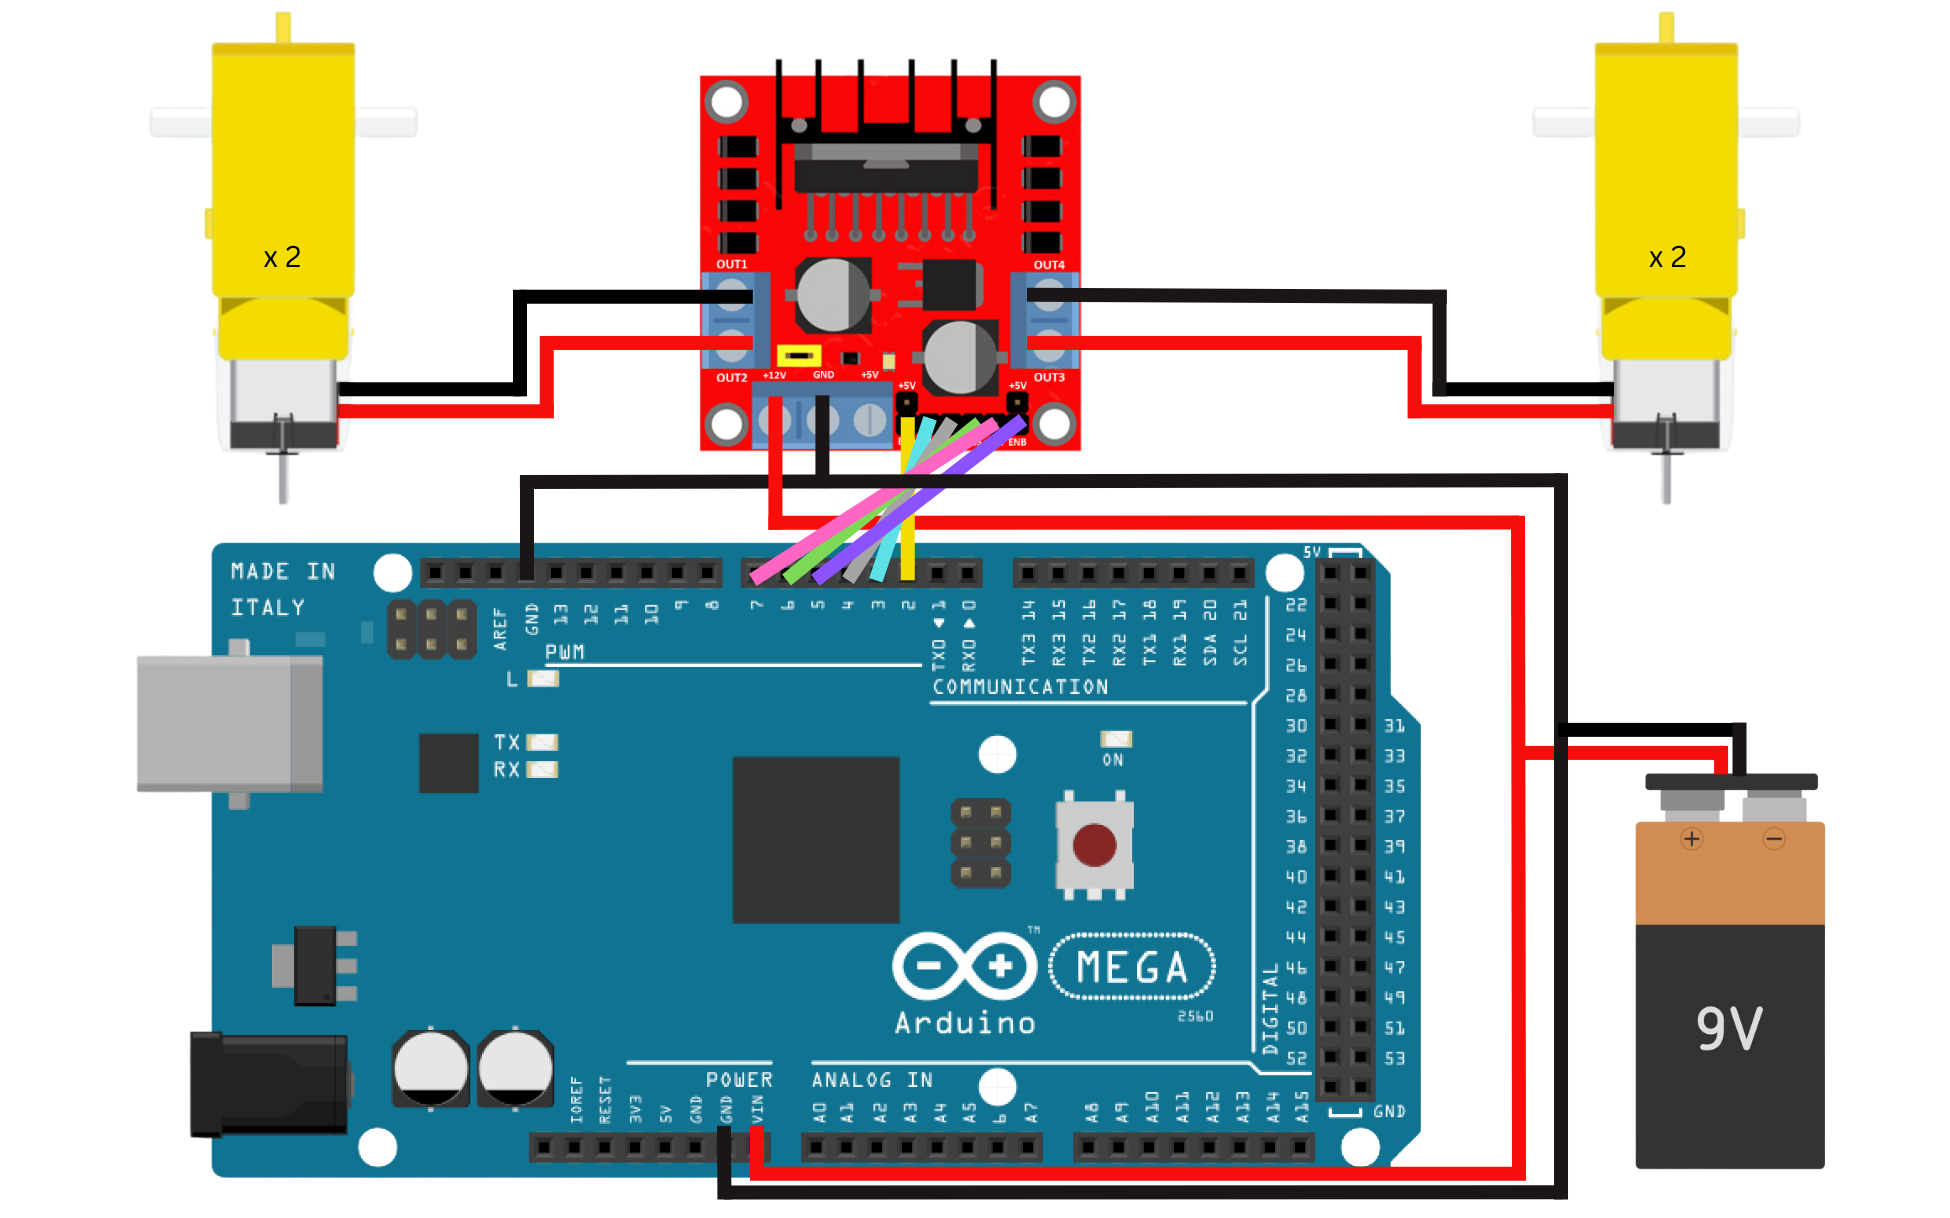 x 2
x 2
OUT1
OUT4
OUT2
+12V
GND
+5V
OUT3
+5V
+5V
ENB
MADE IN
ITALY
AREF
GND
13
12
11
10
9
8
7
6
5
4
3
2
TX0 1
RX0 0
TX3 14
RX3 15
TX2 16
RX2 17
TX1 18
RX1 19
SDA 20
SCL 21
5V
PWM
L
COMMUNICATION
TX
RX
ON
22
24
26
28
30 31
32 33
34 35
36 37
38 39
40 41
42 43
44 45
46 47
48 49
50 51
52 53
GND
DIGITAL
TM
MEGA
2560
Arduino
POWER
ANALOG IN
IOREF
RESET
3V3
5V
GND
GND
VIN
A0
A1
A2
A3
A4
A5
6
A7
A8
A9
A10
A11
A12
A13
A14
A15
+ −
9V